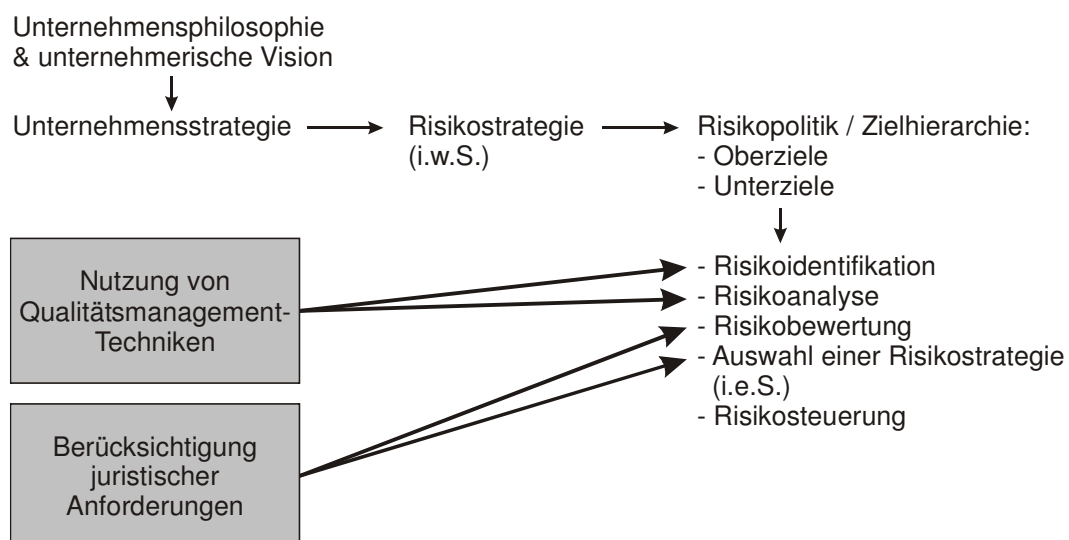 Unternehmensphilosophie
& unternehmerische Vision
Unternehmensstrategie
Risikostrategie
(i.w.S.)
Risikopolitik / Zielhierarchie:
- Oberziele
- Unterziele
Nutzung von
Qualitätsmanagement-
Techniken
Berücksichtigung
juristischer
Anforderungen
- Risikoidentifikation
- Risikoanalyse
- Risikobewertung
- Auswahl einer Risikostrategie
(i.e.S.)
- Risikosteuerung